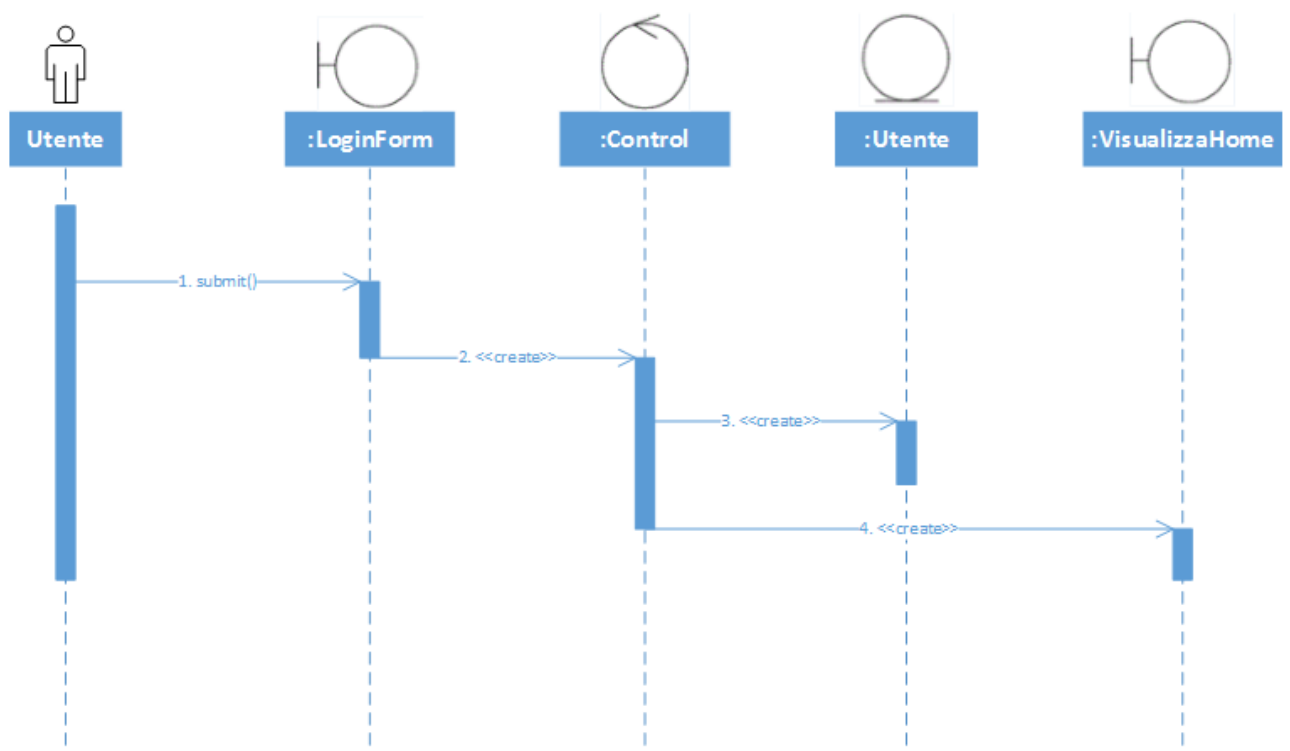 Utente
:LoginForm
:Control
:Utente
:VisualizzaHome
1. submit()
2. <<create>>
3. <<create>>
4. <<create>>